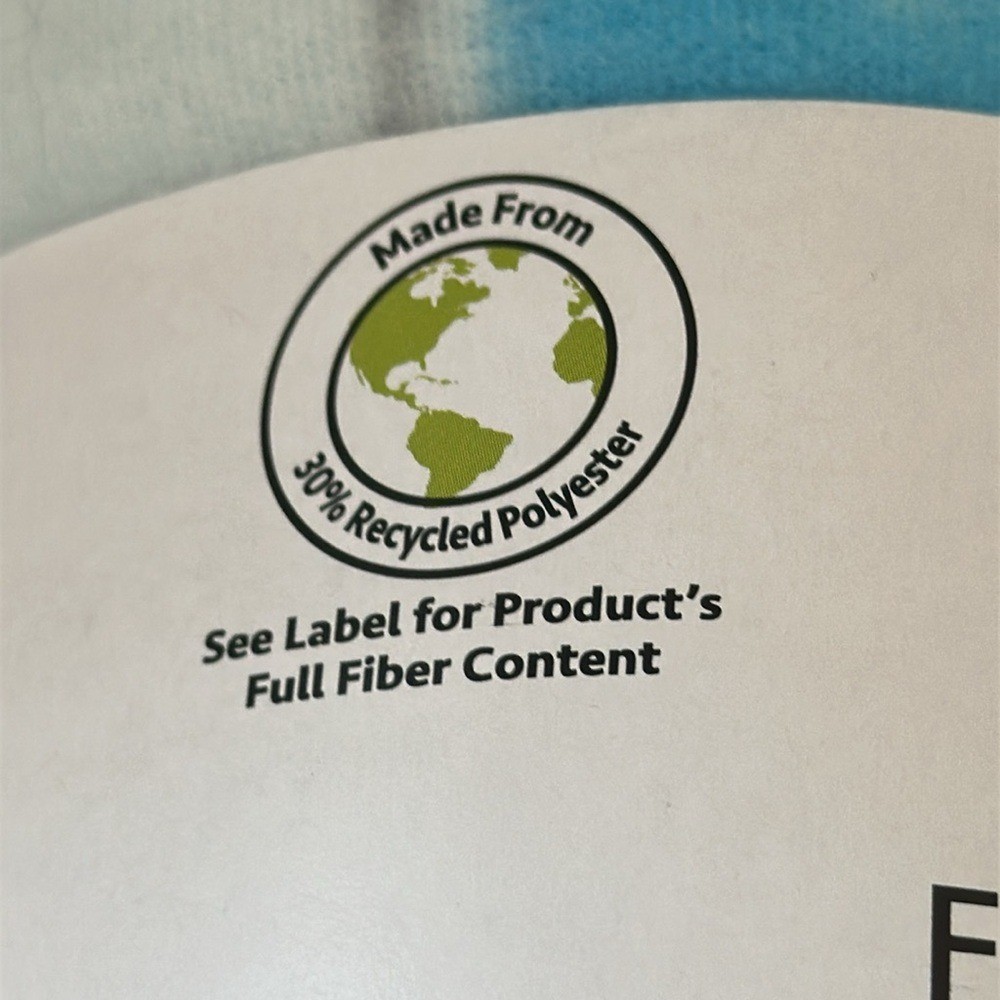 Made From
30% Recycled Polyester
See Label for Product's
Full Fiber Content